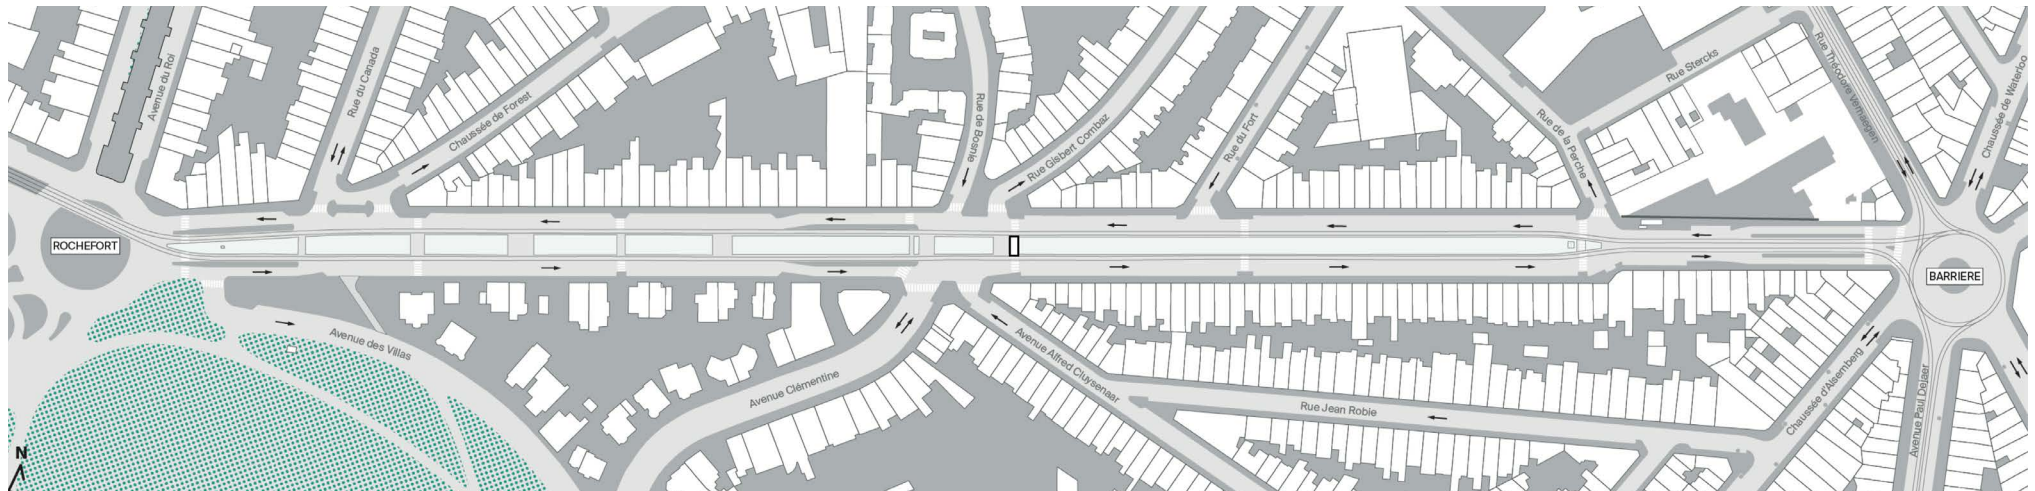 Avenue du Roi
Rue du Canada
Chaussée de Forest
Rue de Bosnie
Rue Gisbert Combaz
Rue du Fort
Rue de la Perche
Rue Stercks
Rue Théodore Verhaegen
Chaussée de Waterloo
ROCHEFORT
BARRIERE
Avenue des Villas
Avenue Clémentine
Avenue Alfred Cluysenaar
Rue Jean Robie
Chaussée d'Alsemberg
Avenue Paul Dejaer
N